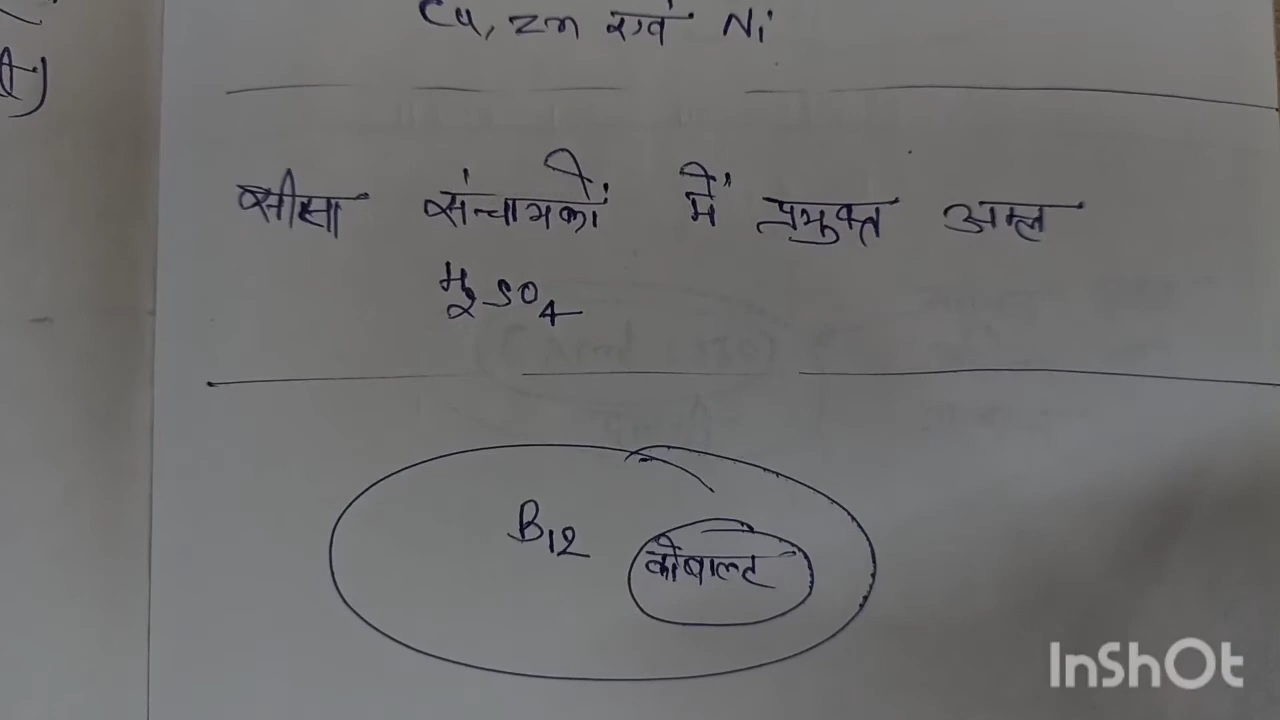 Cu, Zn एवं Ni
सीसा संचायकों में प्रयुक्त अम्ल
H2SO4
B12
कोबाल्ट
InShOt